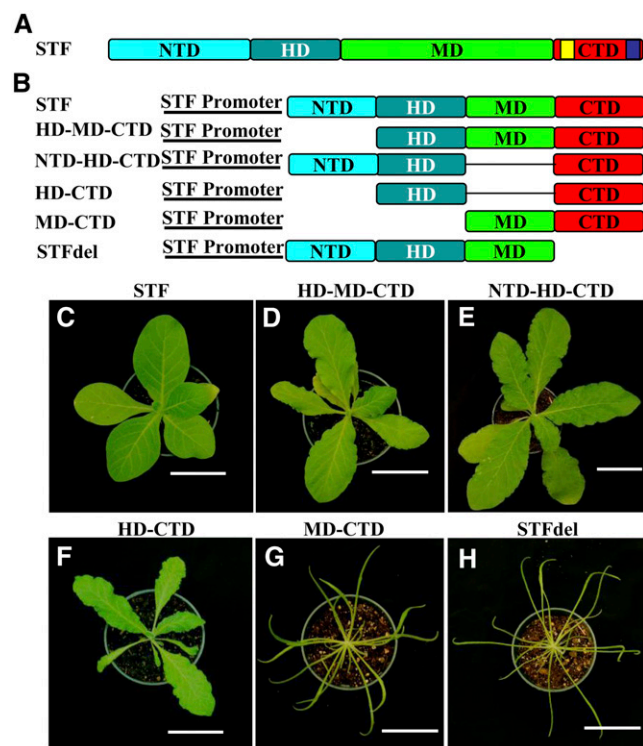 A
STF NTD HD MD CTD
B
STF STF Promoter NTD HD MD CTD
HD-MD-CTD STF Promoter HD MD CTD
NTD-HD-CTD STF Promoter NTD HD CTD
HD-CTD STF Promoter HD CTD
MD-CTD STF Promoter MD CTD
STFdel STF Promoter NTD HD MD
STF HD-MD-CTD NTD-HD-CTD
C D E
HD-CTD MD-CTD STFdel
F G H